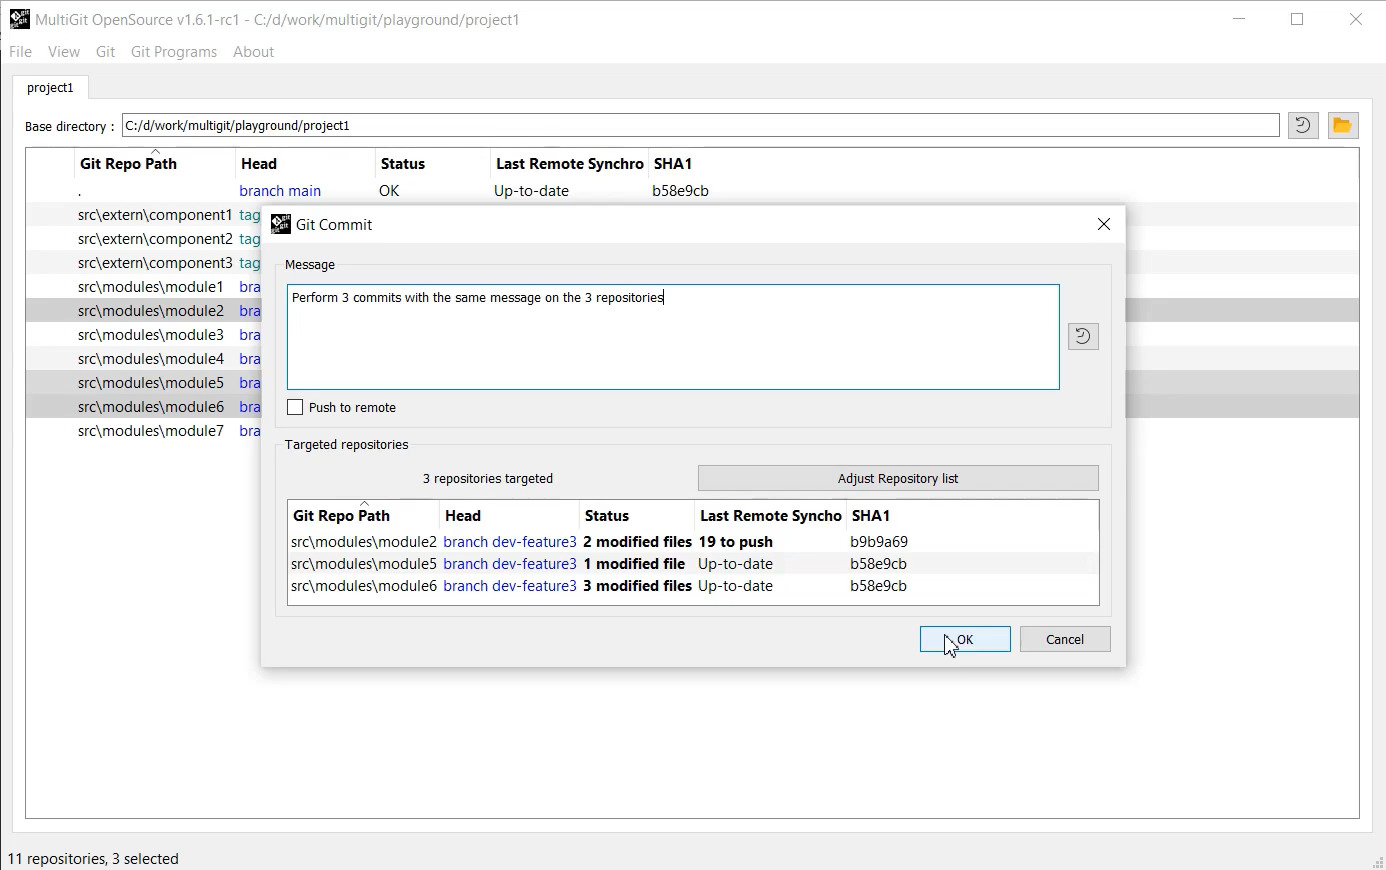 MultiGit OpenSource v1.6.1-rc1 - C:/d/work/multigit/playground/project1
File View Git Git Programs About
project1
Base directory : C:/d/work/multigit/playground/project1
Git Repo Path Head Status Last Remote Synchro SHA1
. branch main OK Up-to-date b58e9cb
src\extern\component1 tag
src\extern\component2 tag
src\extern\component3 tag
src\modules\module1 bra
src\modules\module2 bra
src\modules\module3 bra
src\modules\module4 bra
src\modules\module5 bra
src\modules\module6 bra
src\modules\module7 bra
Git Commit
Message
Perform 3 commits with the same message on the 3 repositories
Push to remote
Targeted repositories
3 repositories targeted Adjust Repository list
Git Repo Path Head Status Last Remote Syncho SHA1
src\modules\module2 branch dev-feature3 2 modified files 19 to push b9b9a69
src\modules\module5 branch dev-feature3 1 modified file Up-to-date b58e9cb
src\modules\module6 branch dev-feature3 3 modified files Up-to-date b58e9cb
OK Cancel
11 repositories, 3 selected